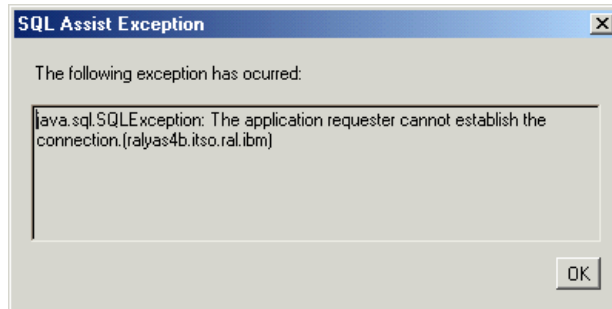 SQL Assist Exception
The following exception has ocurred:
java.sql.SQLException: The application requester cannot establish the
connection.(ralyas4b.itso.ral.ibm)
OK